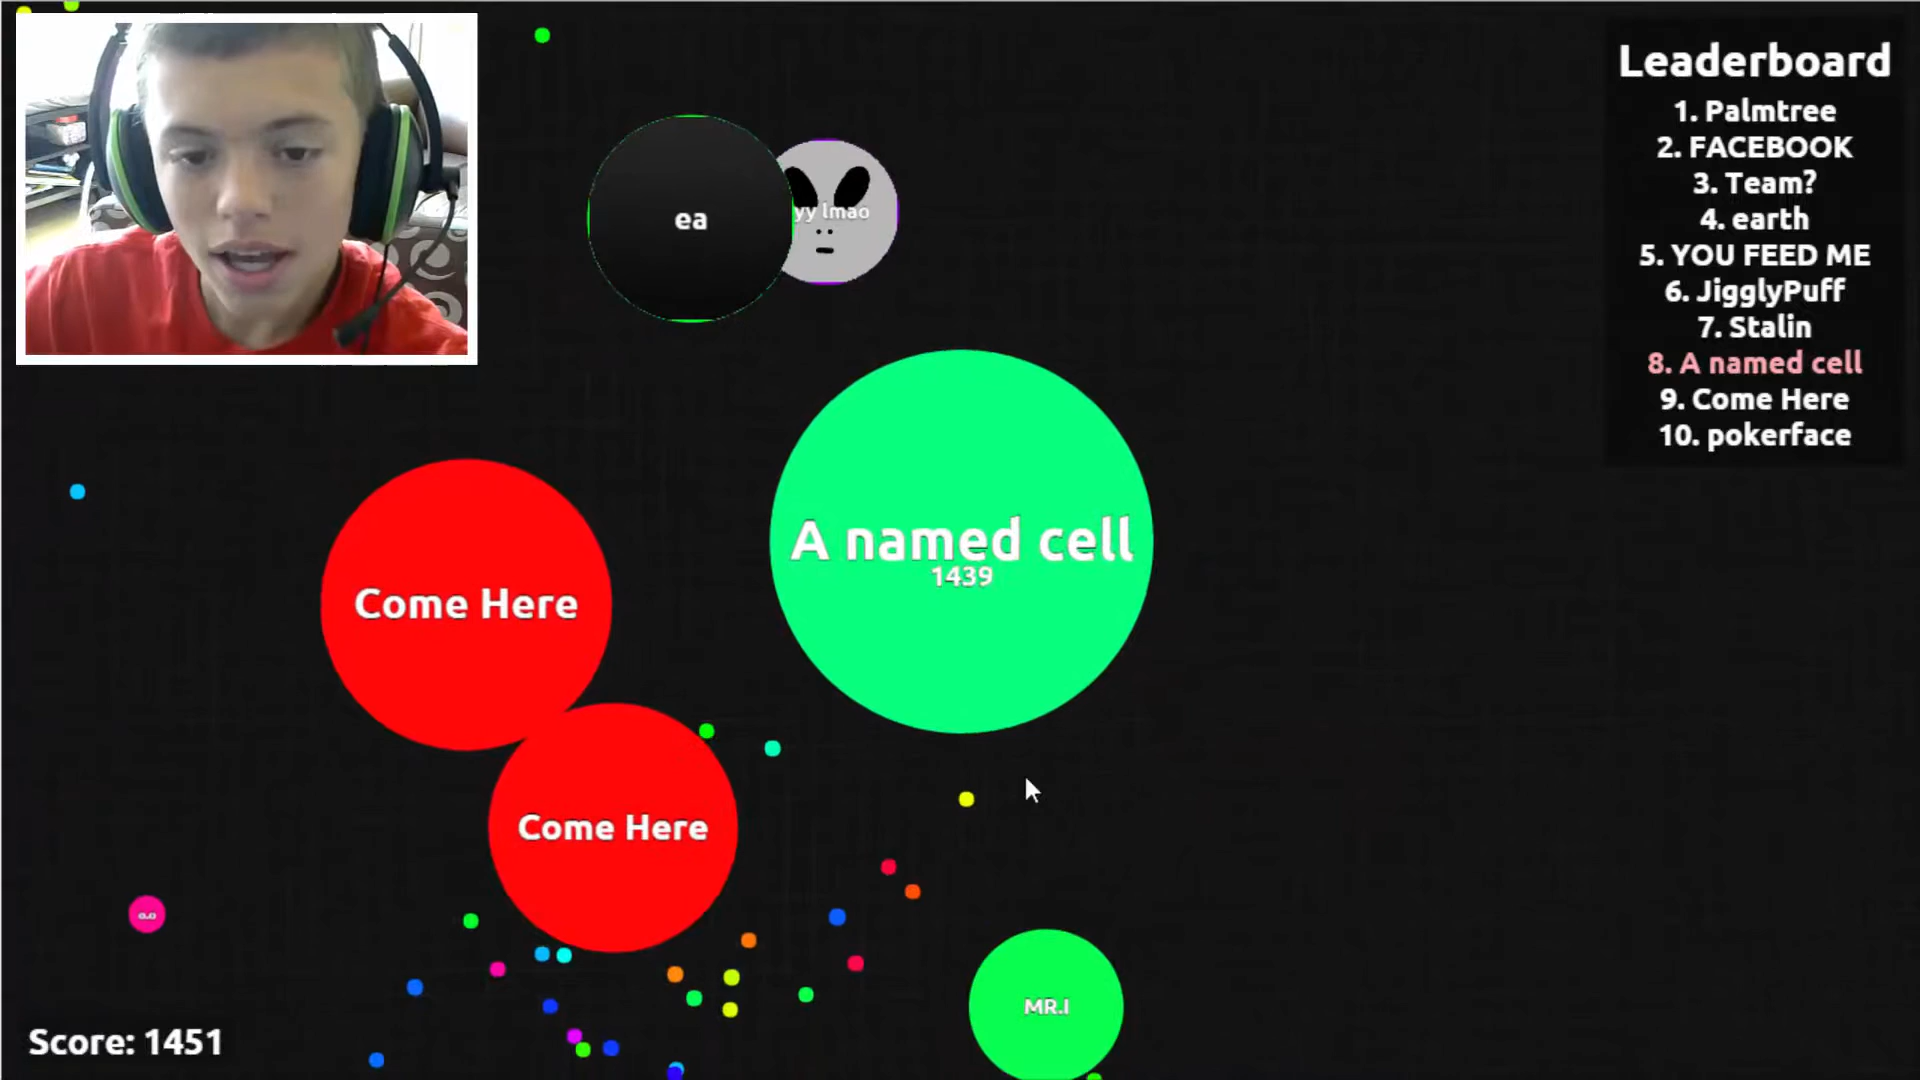 Leaderboard
1. Palmtree
2. FACEBOOK
3. Team?
4. earth
5. YOU FEED ME
6. JigglyPuff
7. Stalin
8. A named cell
9. Come Here
10. pokerface
ea
yy lmao
A named cell
1439
Come Here
Come Here
o.o
MR.I
Score: 1451